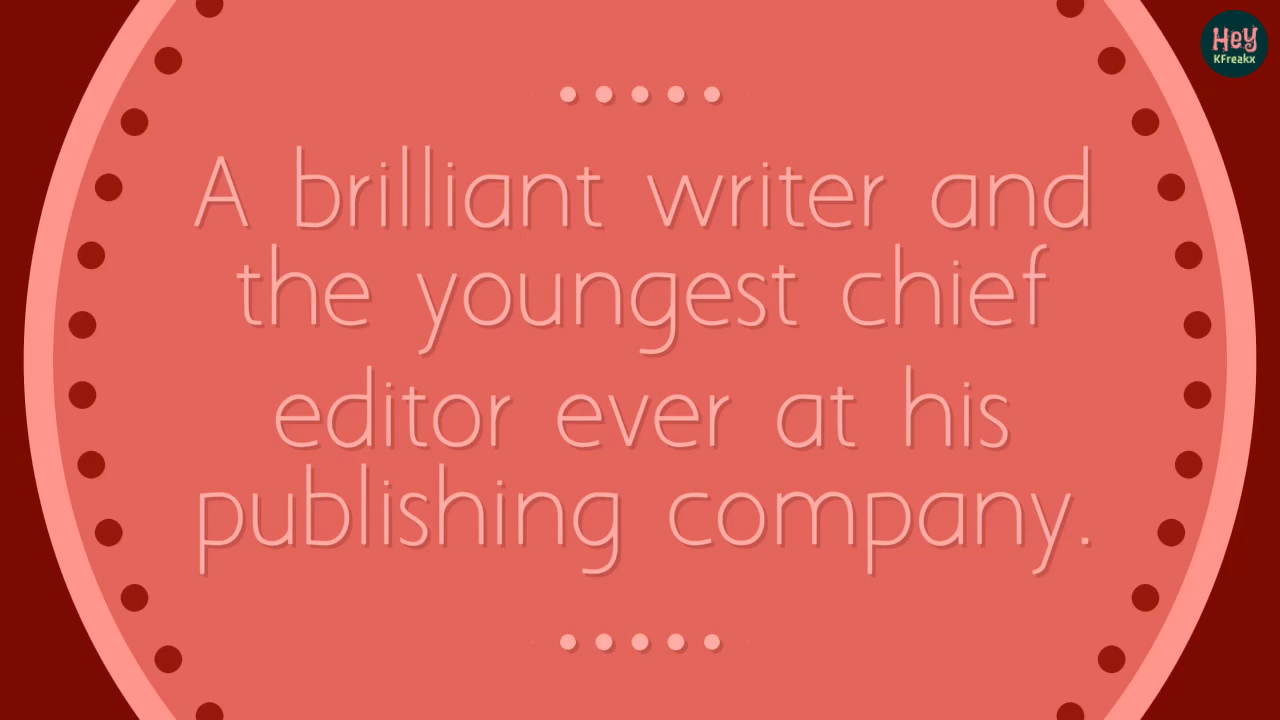 Hey
KFreakx
A brilliant writer and
the youngest chief
editor ever at his
publishing company.